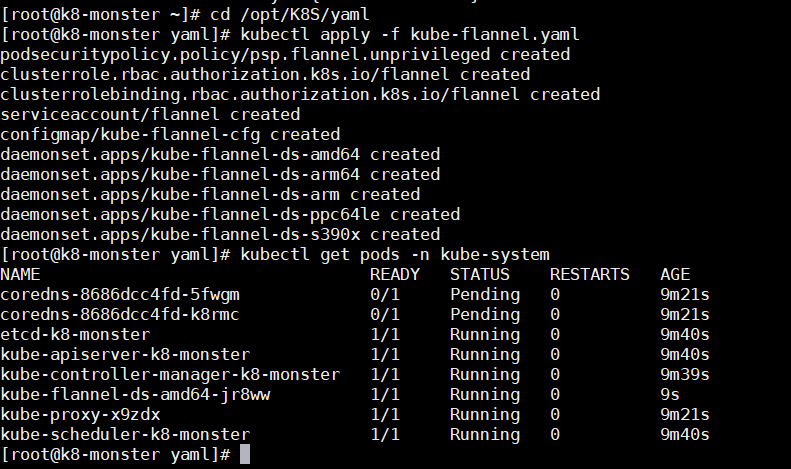 [root@k8-monster ~]# cd /opt/K8S/yaml
[root@k8-monster yaml]# kubectl apply -f kube-flannel.yaml
podsecuritypolicy.policy/psp.flannel.unprivileged created
clusterrole.rbac.authorization.k8s.io/flannel created
clusterrolebinding.rbac.authorization.k8s.io/flannel created
serviceaccount/flannel created
configmap/kube-flannel-cfg created
daemonset.apps/kube-flannel-ds-amd64 created
daemonset.apps/kube-flannel-ds-arm64 created
daemonset.apps/kube-flannel-ds-arm created
daemonset.apps/kube-flannel-ds-ppc64le created
daemonset.apps/kube-flannel-ds-s390x created
[root@k8-monster yaml]# kubectl get pods -n kube-system
NAME                                 READY   STATUS    RESTARTS   AGE
coredns-8686dcc4fd-5fwgm             0/1     Pending   0          9m21s
coredns-8686dcc4fd-k8rmc             0/1     Pending   0          9m21s
etcd-k8-monster                      1/1     Running   0          9m40s
kube-apiserver-k8-monster            1/1     Running   0          9m40s
kube-controller-manager-k8-monster   1/1     Running   0          9m39s
kube-flannel-ds-amd64-jr8ww          1/1     Running   0          9s
kube-proxy-x9zdx                     1/1     Running   0          9m21s
kube-scheduler-k8-monster            1/1     Running   0          9m40s
[root@k8-monster yaml]#